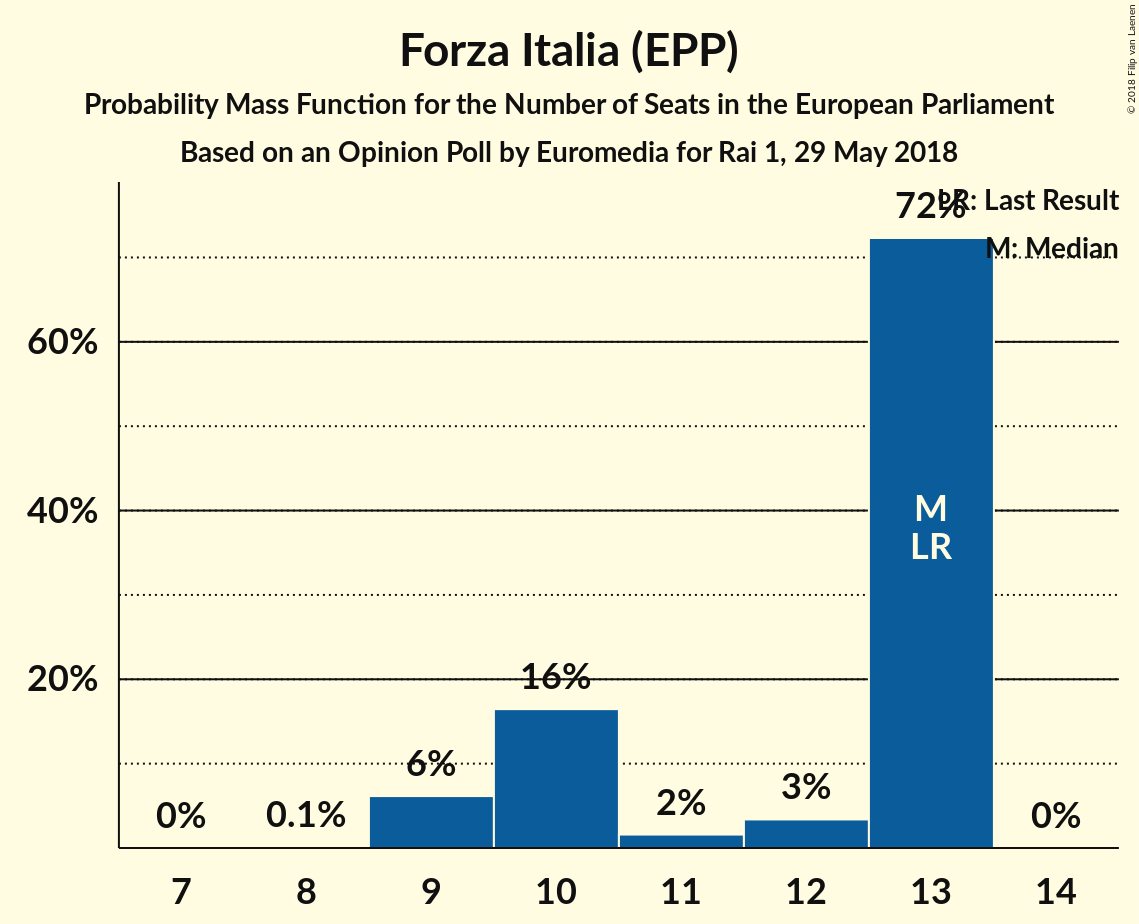 Forza Italia (EPP)
Probability Mass Function for the Number of Seats in the European Parliament
Based on an Opinion Poll by Euromedia for Rai 1, 29 May 2018
© 2018 Filip van Laenen
LR: Last Result
M: Median
72%
60%
40%
20%
M
LR
0%
0.1%
6%
16%
2%
3%
0%
7
8
9
10
11
12
13
14